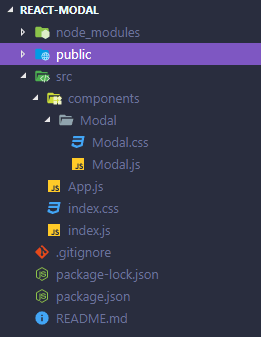 REACT-MODAL
node_modules
public
src
components
Modal
Modal.css
Modal.js
App.js
index.css
index.js
.gitignore
package-lock.json
package.json
README.md